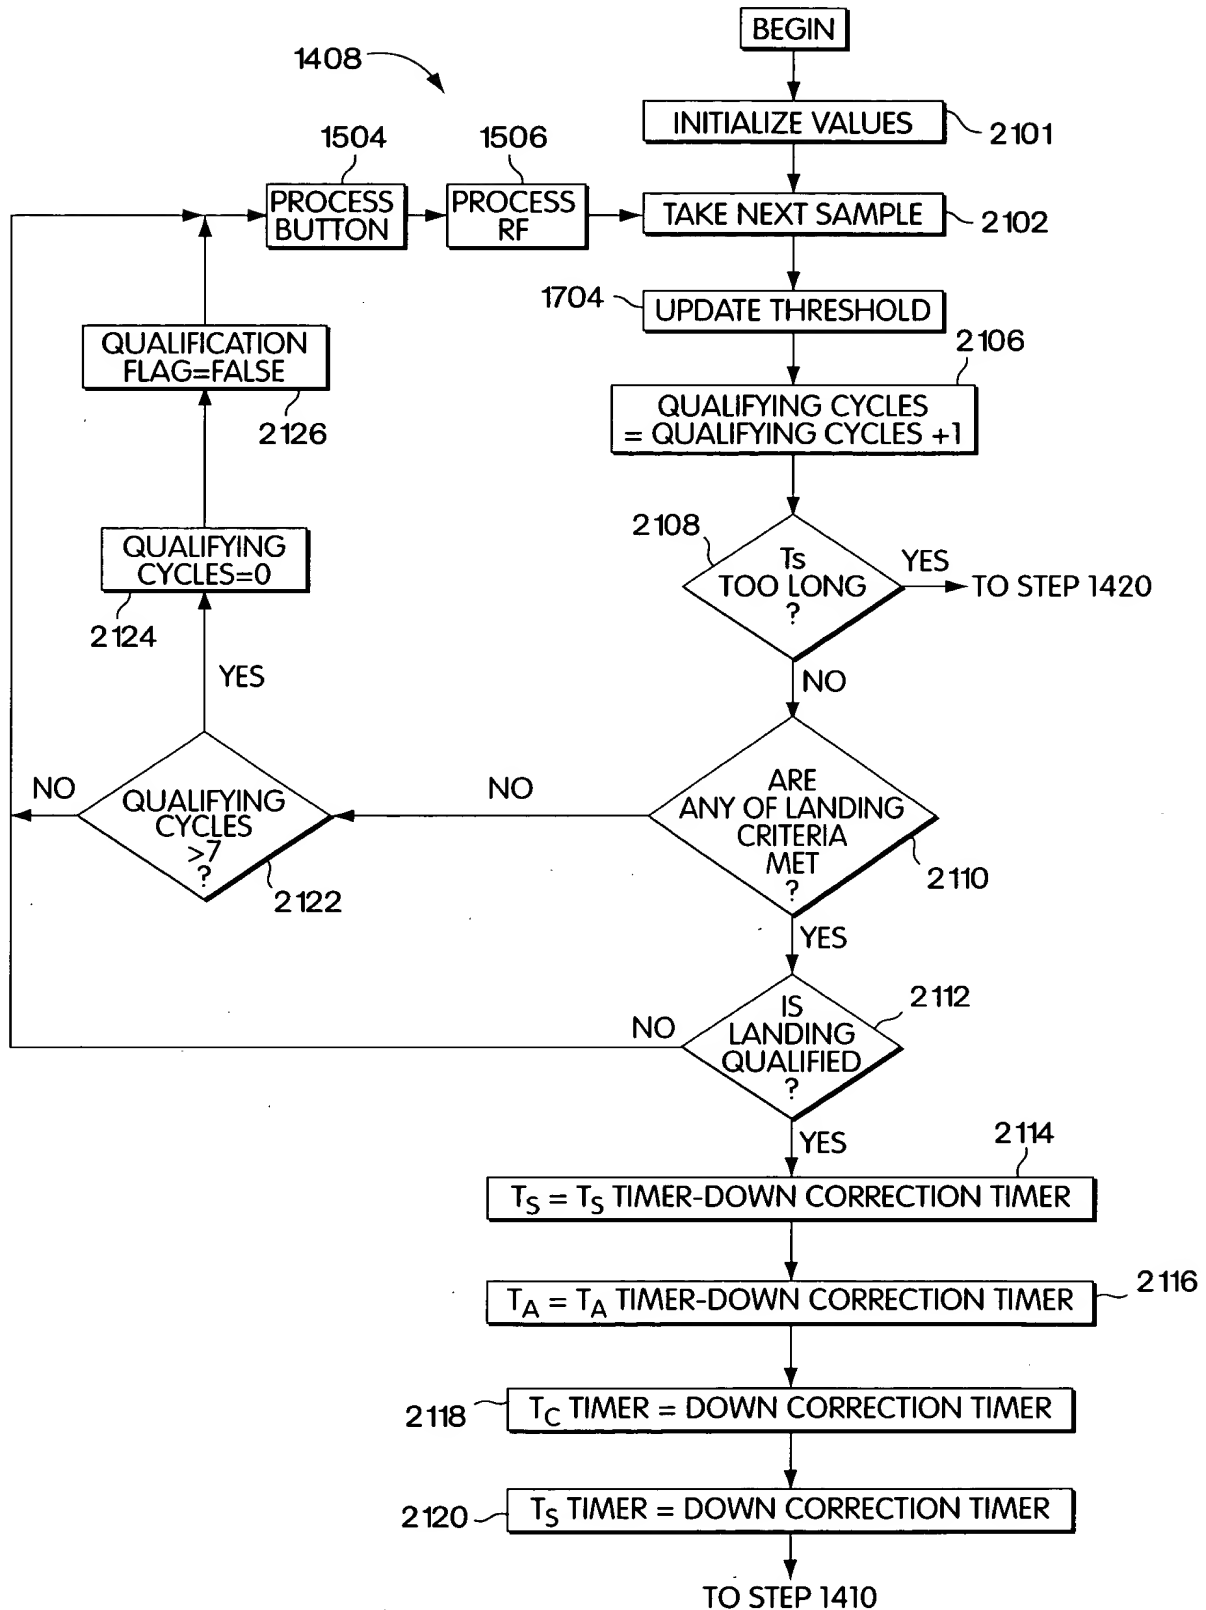 BEGIN
1408
INITIALIZE VALUES
2101
1504
1506
PROCESS
BUTTON
PROCESS
RF
TAKE NEXT SAMPLE
2102
1704
UPDATE THRESHOLD
2106
QUALIFICATION
FLAG=FALSE
2126
QUALIFYING CYCLES
= QUALIFYING CYCLES +1
2108
Ts
TOO LONG
?
YES
TO STEP 1420
QUALIFYING
CYCLES=0
2124
YES
NO
NO
QUALIFYING
CYCLES
>7
?
2122
NO
ARE
ANY OF LANDING
CRITERIA
MET
?
2110
YES
2112
NO
IS
LANDING
QUALIFIED
?
YES
2114
TS = TS TIMER-DOWN CORRECTION TIMER
2116
TA = TA TIMER-DOWN CORRECTION TIMER
2118
TC TIMER = DOWN CORRECTION TIMER
2120
TS TIMER = DOWN CORRECTION TIMER
TO STEP 1410